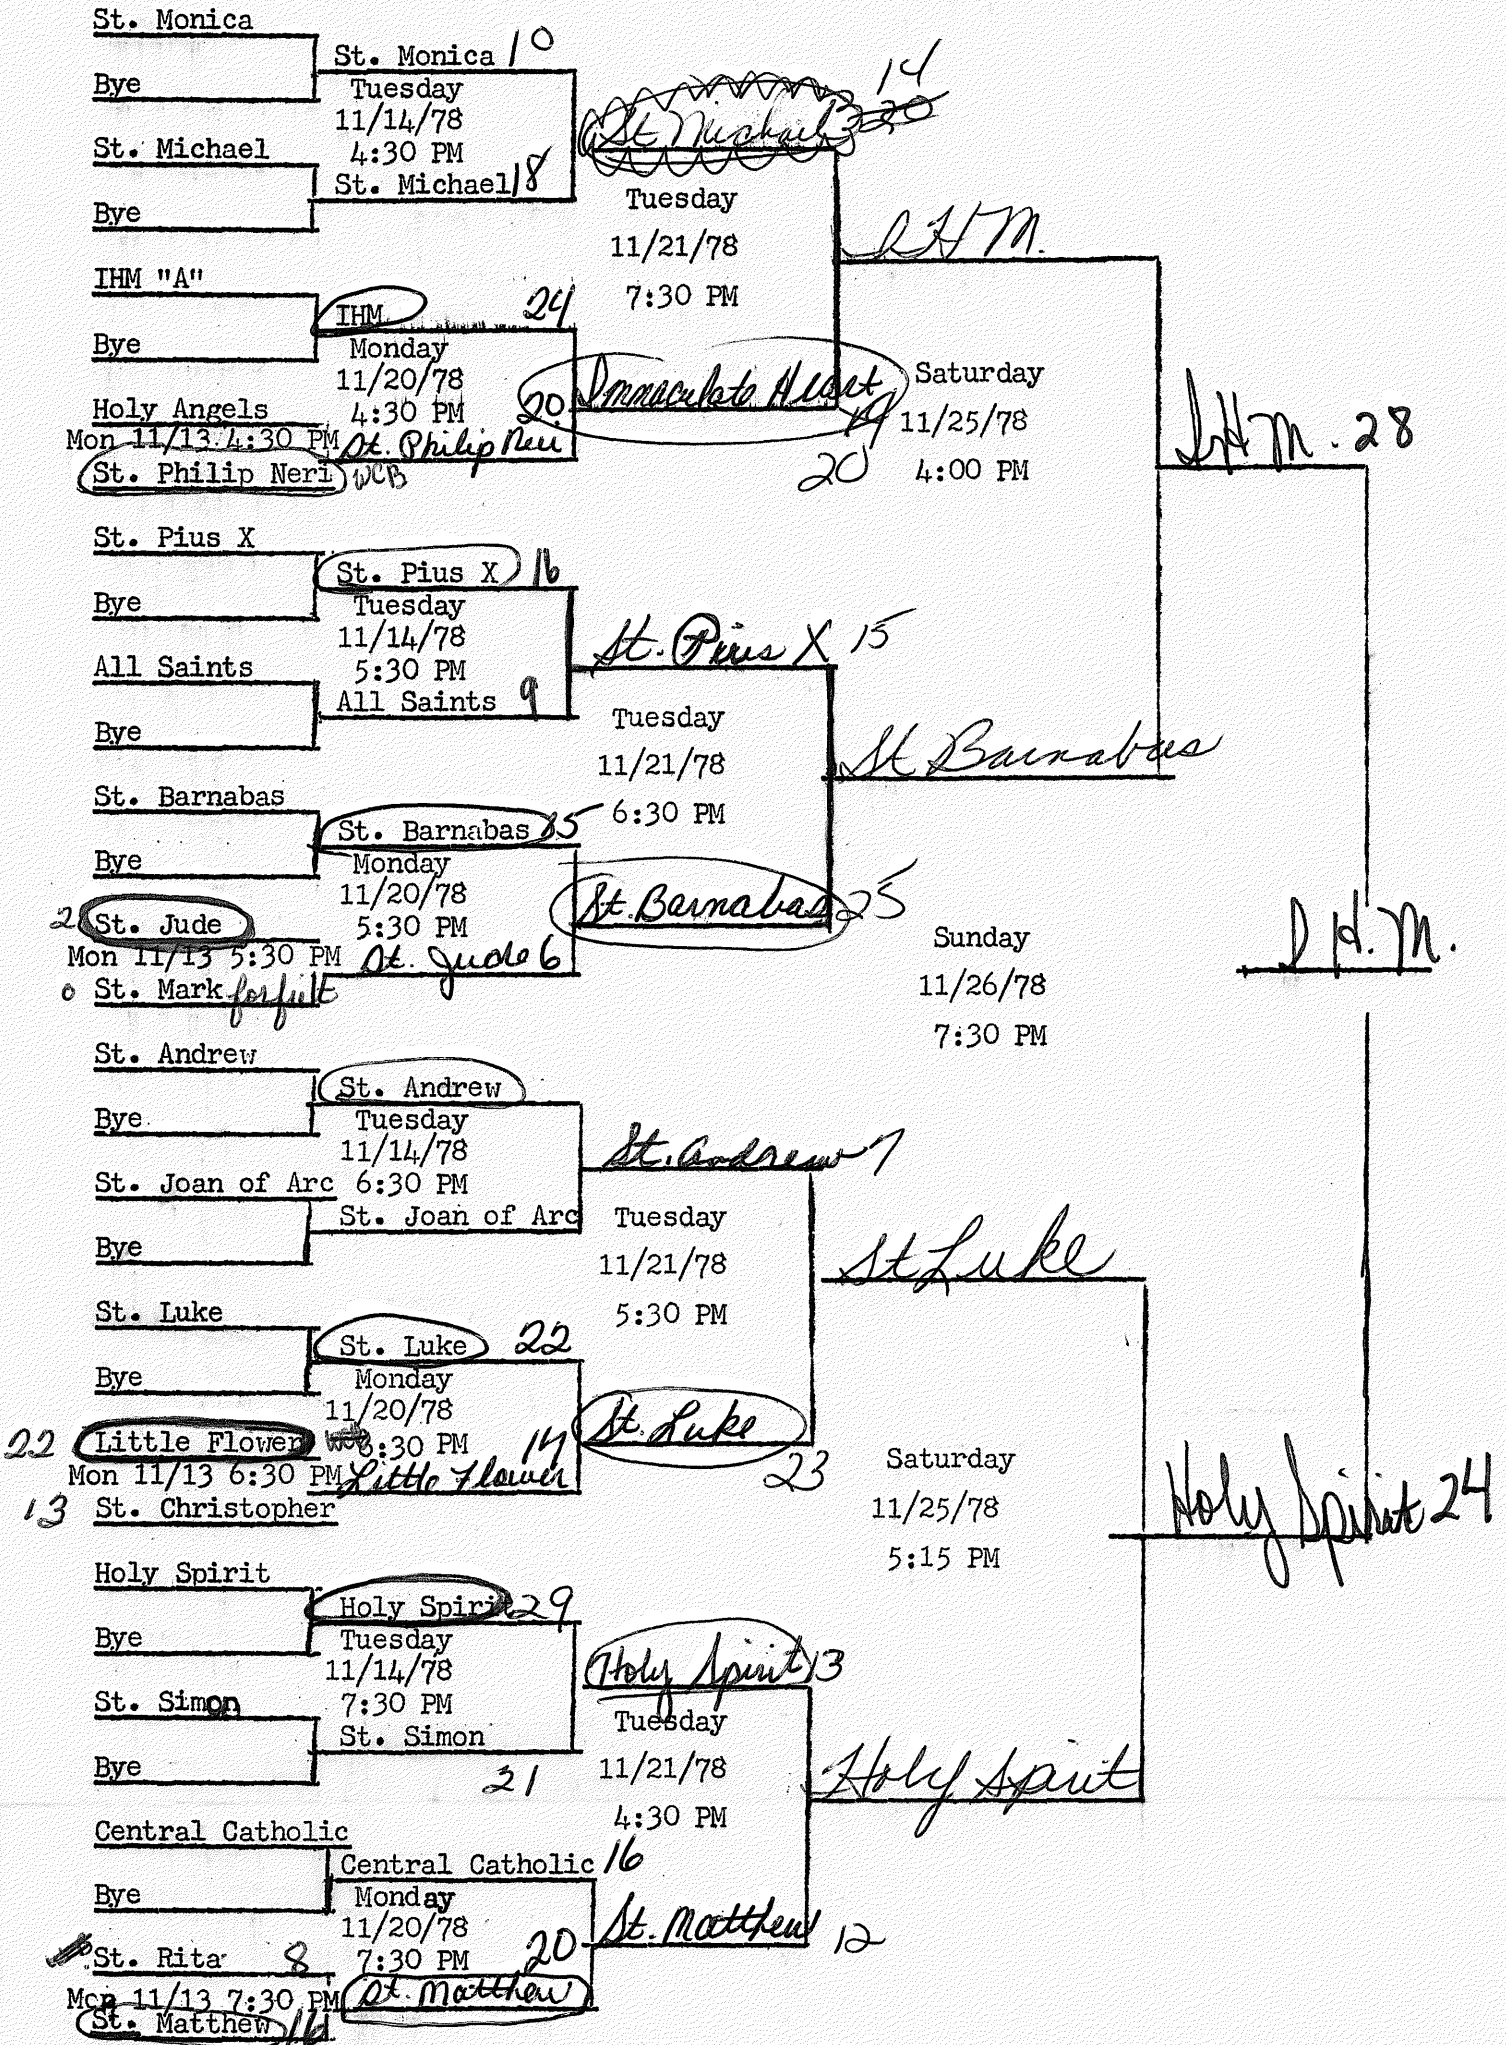 St. Monica
St. Monica 10
Bye
Tuesday
11/14/78
4:30 PM
St. Michael
St. Michael 18
Bye
St. Michael
14
20
Tuesday
11/21/78
7:30 PM
IHM "A"
IHM 24
Bye
Monday
11/20/78
4:30 PM
Holy Angels
Mon 11/13 4:30 PM
St. Philip Neri WCB
20
St. Philip Neri
Immaculate Heart
19
20
IHM.
Saturday
11/25/78
4:00 PM
St. Pius X
St. Pius X 16
Bye
Tuesday
11/14/78
5:30 PM
All Saints
All Saints 9
Bye
St. Pius X 15
Tuesday
11/21/78
6:30 PM
St. Barnabas
St. Barnabas 35
Bye
Monday
11/20/78
5:30 PM
2 St. Jude
Mon 11/13 5:30 PM
0 St. Mark forfiet
St. Jude 6
St. Barnabas 25
St Barnabas
IHM. 28
Sunday
11/26/78
7:30 PM
I H. M.
St. Andrew
St. Andrew
Bye
Tuesday
11/14/78
6:30 PM
St. Joan of Arc
St. Joan of Arc
Bye
St. Andrew 7
Tuesday
11/21/78
5:30 PM
St Luke
St. Luke
St. Luke 22
Bye
Monday
11/20/78
6:30 PM
22 Little Flower
Mon 11/13 6:30 PM
13 St. Christopher
14
Little Flower
St. Luke
23
Saturday
11/25/78
5:15 PM
Holy Spirit 24
Holy Spirit
Holy Spirit 29
Bye
Tuesday
11/14/78
7:30 PM
St. Simon
St. Simon
21
Bye
Holy Spirit 13
Tuesday
11/21/78
4:30 PM
Holy Spirit
Central Catholic
Central Catholic 16
Bye
Monday
11/20/78
7:30 PM
St. Rita 8
Mon 11/13 7:30 PM
St. Matthew 16
20
St. Matthew
St. Matthew 12